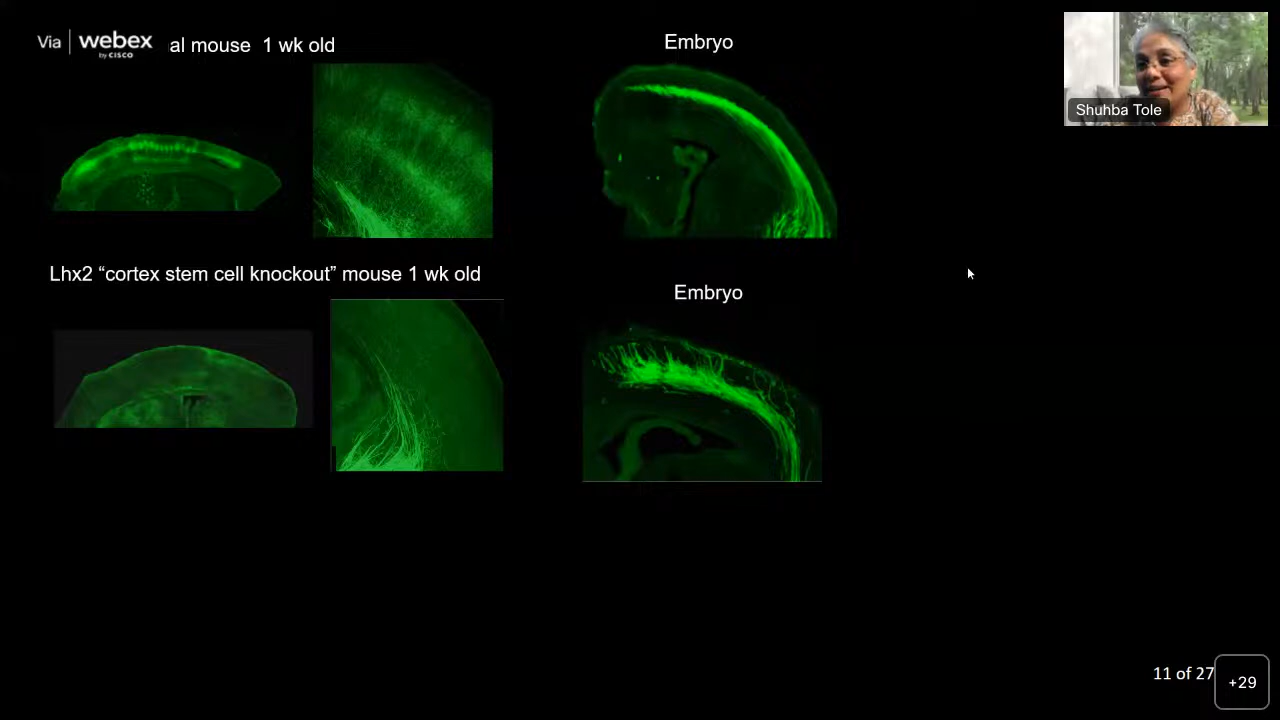 Via webex
by CISCO
al mouse 1 wk old
Embryo
Shuhba Tole
Lhx2 “cortex stem cell knockout” mouse 1 wk old
Embryo
11 of 27
+29